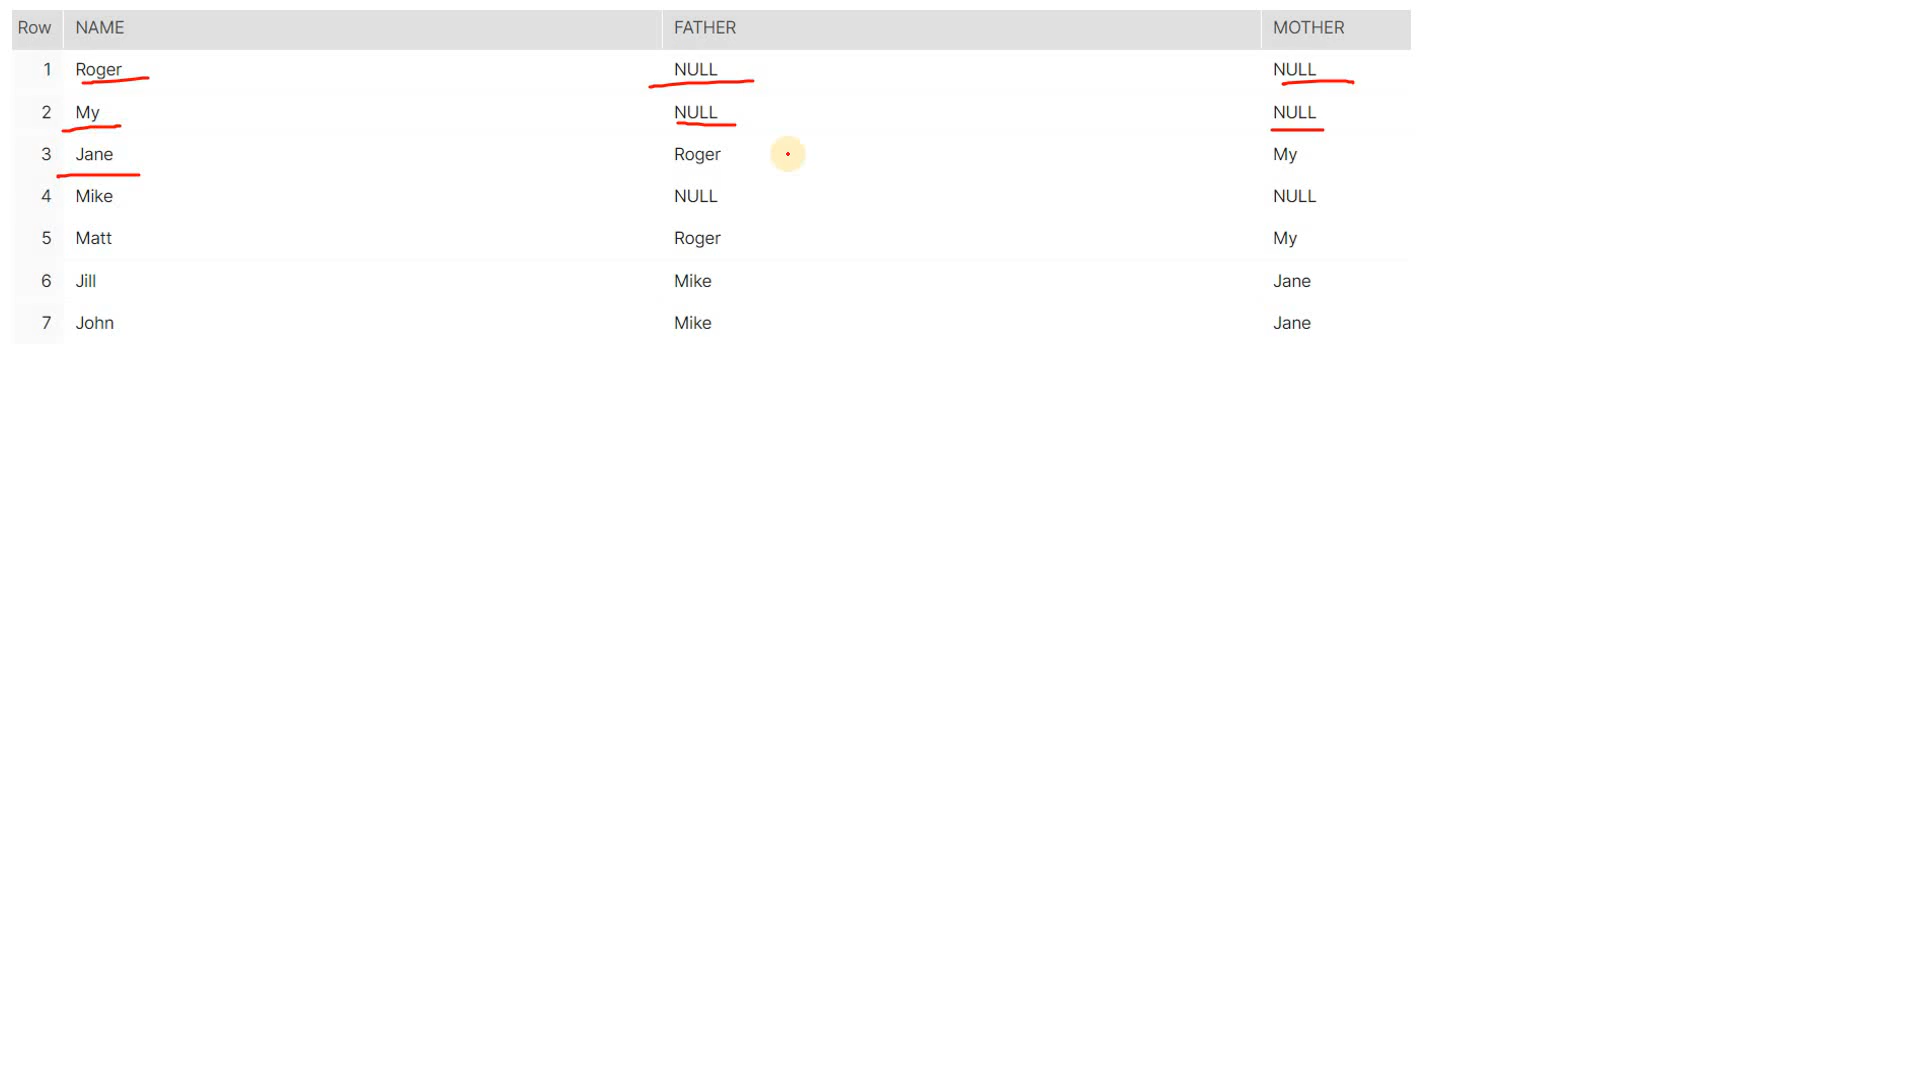 Row NAME FATHER MOTHER
1 Roger NULL NULL
2 My NULL NULL
3 Jane Roger My
4 Mike NULL NULL
5 Matt Roger My
6 Jill Mike Jane
7 John Mike Jane